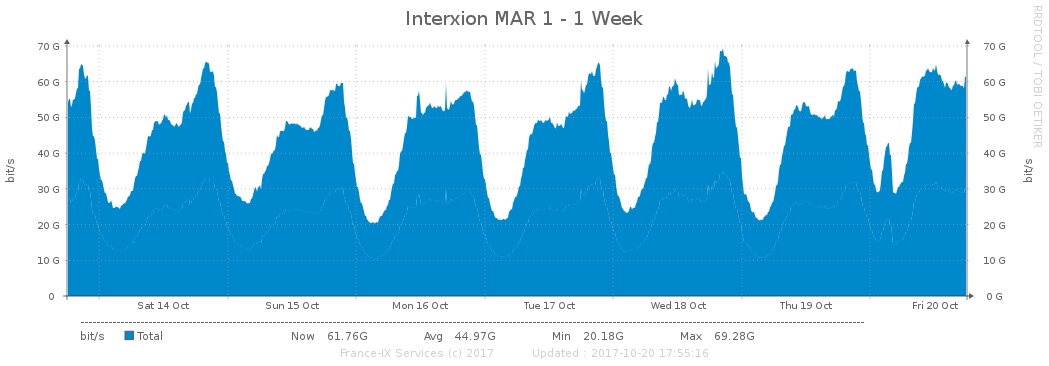 Interxion MAR 1 - 1 Week
RRDTOOL / TOBI OETIKER
bit/s
70 G 70 G
60 G 60 G
50 G 50 G
40 G 40 G
30 G 30 G
20 G 20 G
10 G 10 G
0 0 G
bit/s
Sat 14 Oct Sun 15 Oct Mon 16 Oct Tue 17 Oct Wed 18 Oct Thu 19 Oct Fri 20 Oct
bit/s Total Now 61.76G Avg 44.97G Min 20.18G Max 69.28G
France-IX Services (c) 2017 Updated : 2017-10-20 17:55:16